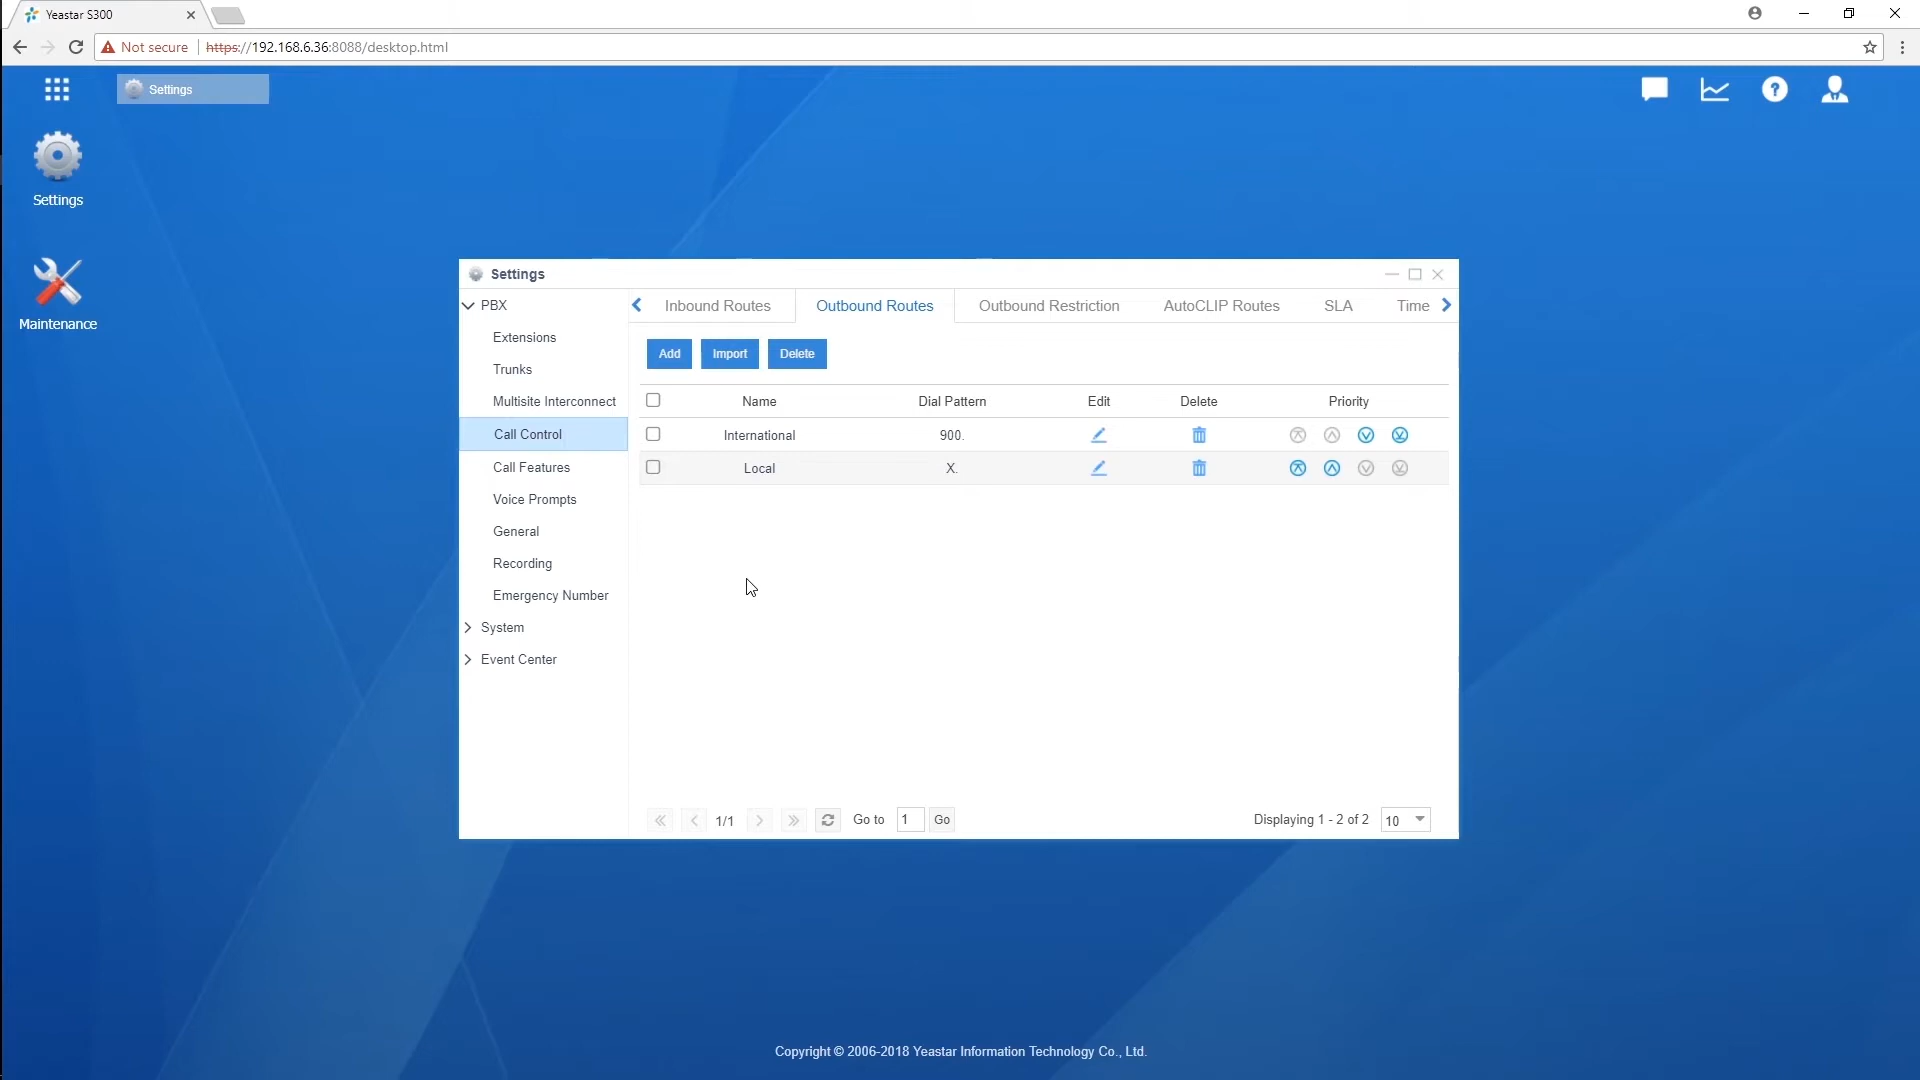 Yeastar S300
Not secure https://192.168.6.36:8088/desktop.html
Settings
Settings
Maintenance
Settings
PBX
Extensions
Trunks
Multisite Interconnect
Call Control
Call Features
Voice Prompts
General
Recording
Emergency Number
System
Event Center
Inbound Routes Outbound Routes Outbound Restriction AutoCLIP Routes SLA Time
Add Import Delete
Name Dial Pattern Edit Delete Priority
International 900.
Local X.
1/1 Go to 1 Go Displaying 1 - 2 of 2 10
Copyright © 2006-2018 Yeastar Information Technology Co., Ltd.